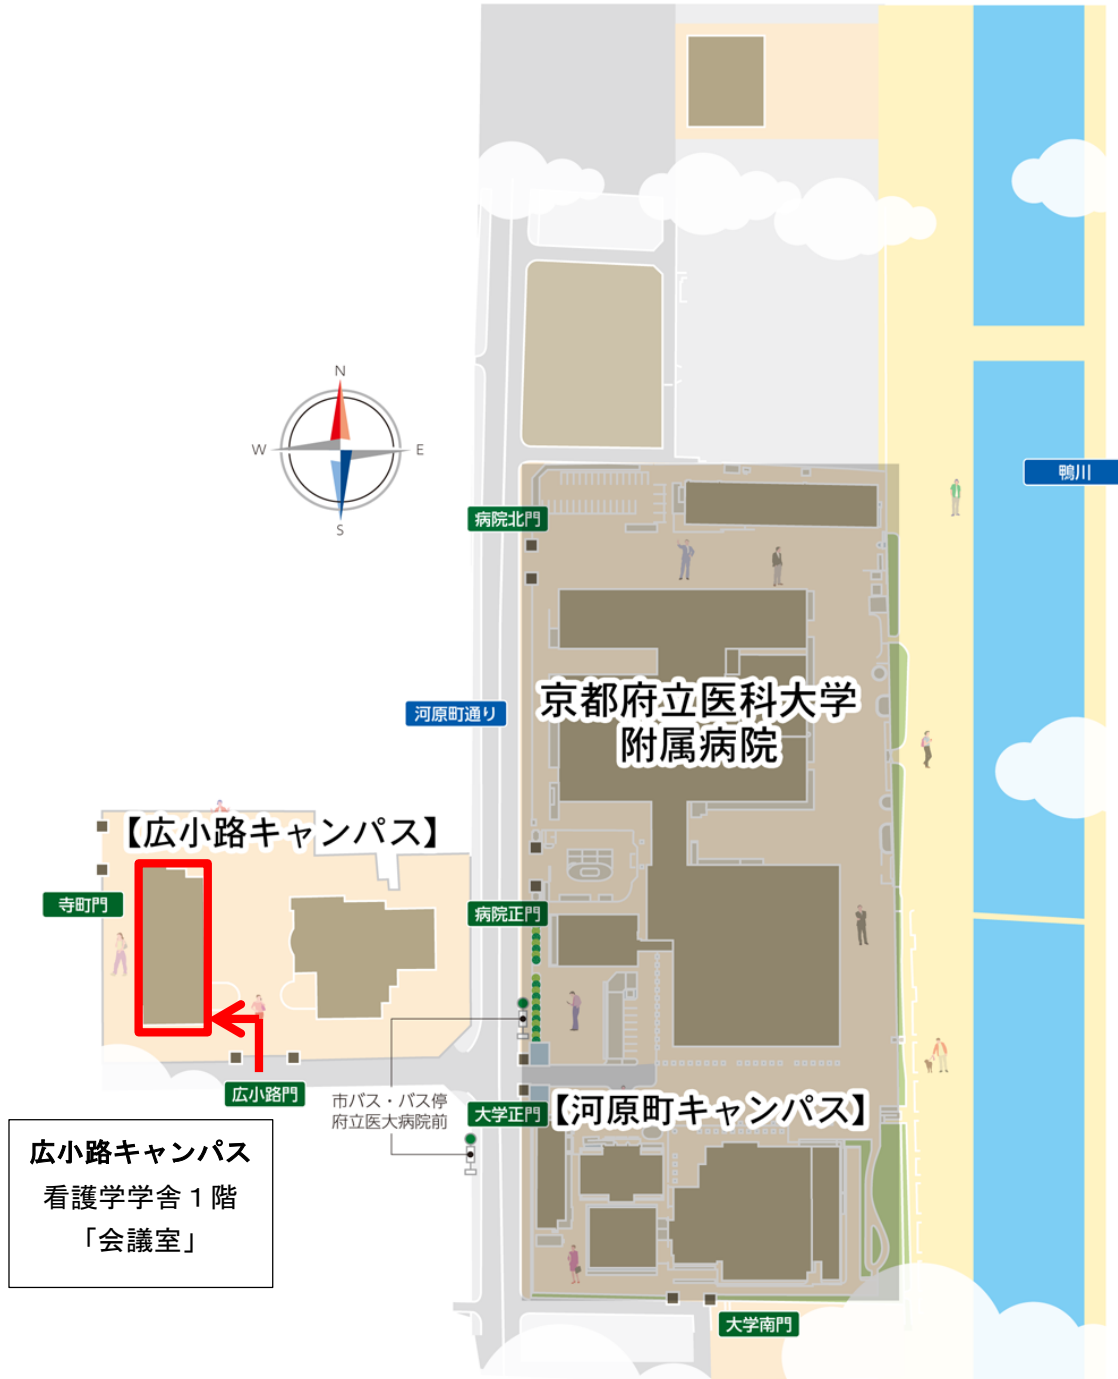 N
W
E
S
鴨川
病院北門
京都府立医科大学
附属病院
河原町通り
【広小路キャンパス】
寺町門
病院正門
広小路門
市バス・バス停
府立医大病院前
大学正門
【河原町キャンパス】
広小路キャンパス
看護学学舎１階
「会議室」
大学南門